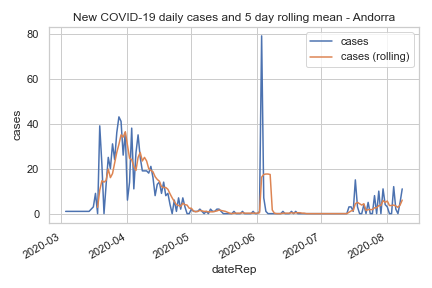 New COVID-19 daily cases and 5 day rolling mean - Andorra
cases
cases (rolling)
80
60
40
20
0
cases
2020-03
2020-04
2020-05
2020-06
2020-07
2020-08
dateRep